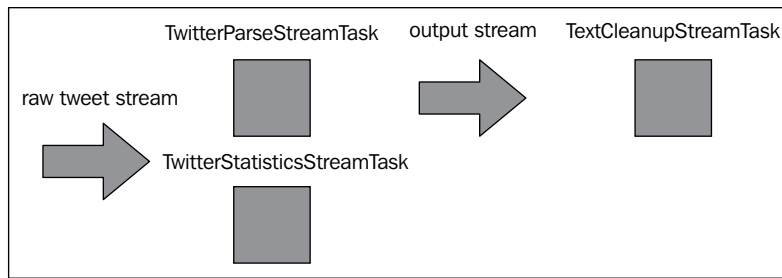 TwitterParseStreamTask
output stream
TextCleanupStreamTask
raw tweet stream
TwitterStatisticsStreamTask